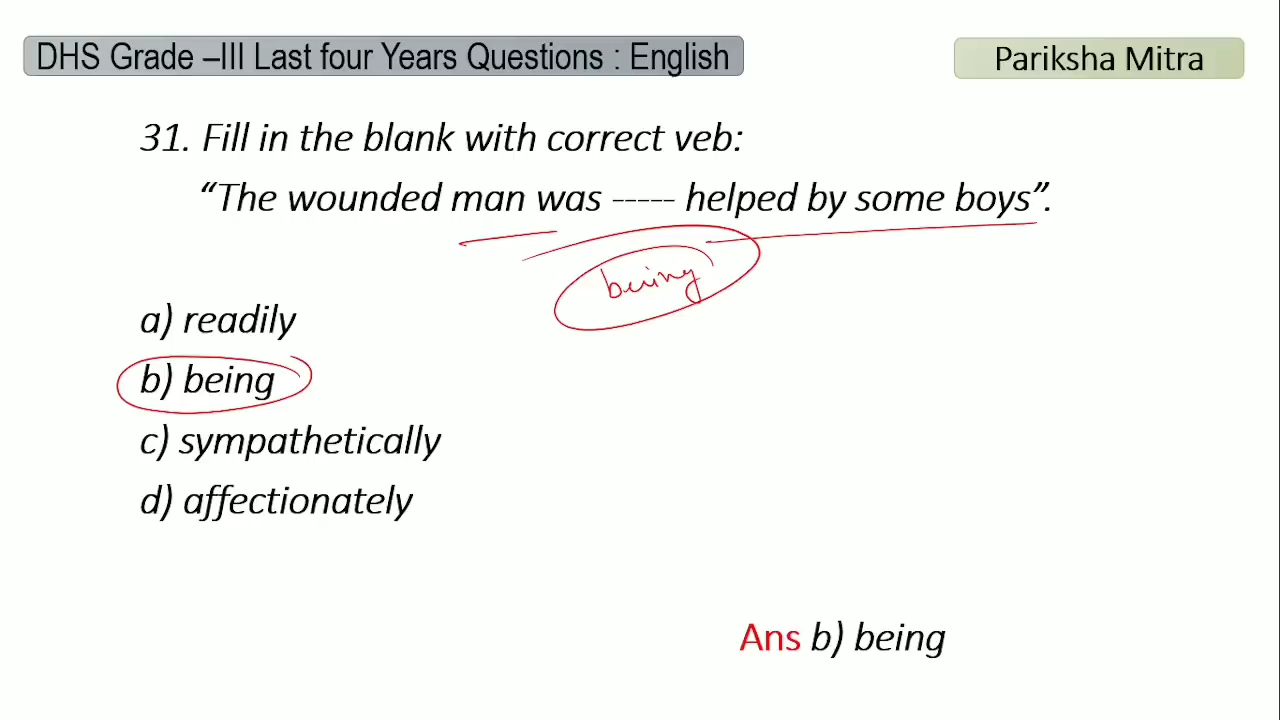 DHS Grade –III Last four Years Questions : English
Pariksha Mitra
31. Fill in the blank with correct veb:
“The wounded man was ----- helped by some boys”.
being
a) readily
b) being
c) sympathetically
d) affectionately
Ans b) being